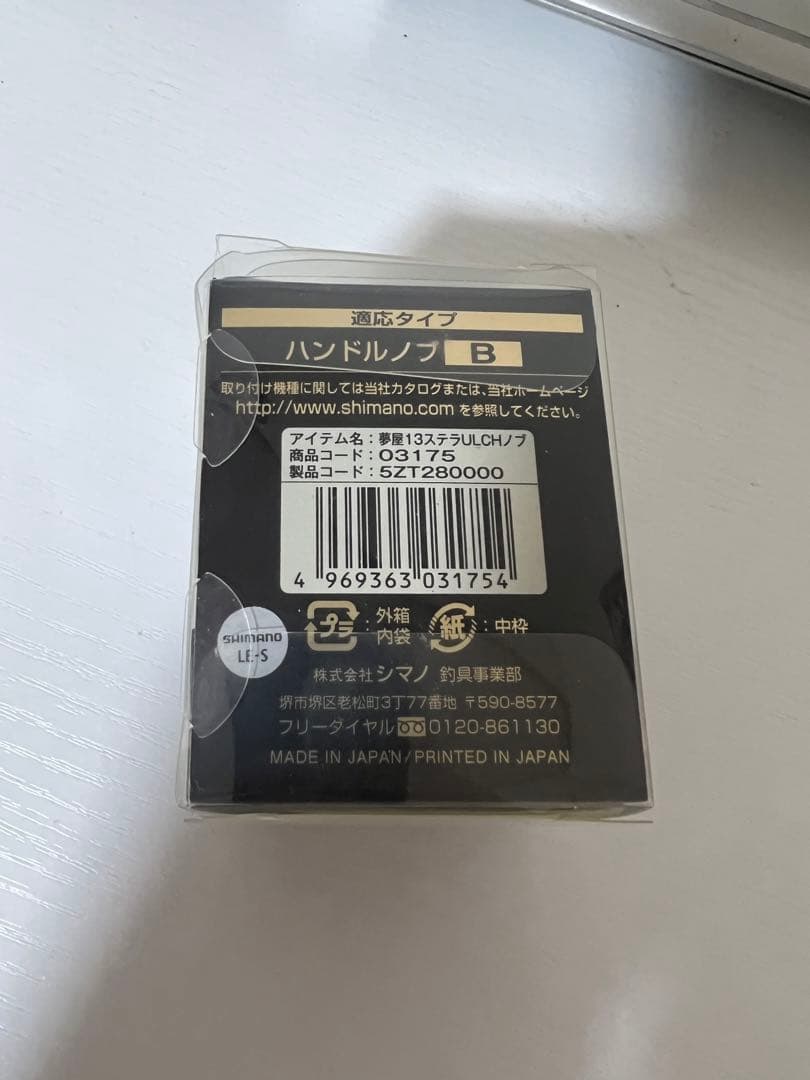 適応タイプ
ハンドルノブ B
取り付け機種に関しては当社カタログまたは、当社ホームページ
http://www.shimano.com を参照してください。
アイテム名：夢屋13ステラULCHノブ
商品コード：03175
製品コード：5ZT280000
4 969363 031754
プラ：外箱
内袋
紙：中枠
SHIMANO
LE-S
株式会社シマノ 釣具事業部
堺市堺区老松町3丁77番地 〒590-8577
フリーダイヤル 0120-861130
MADE IN JAPAN/PRINTED IN JAPAN